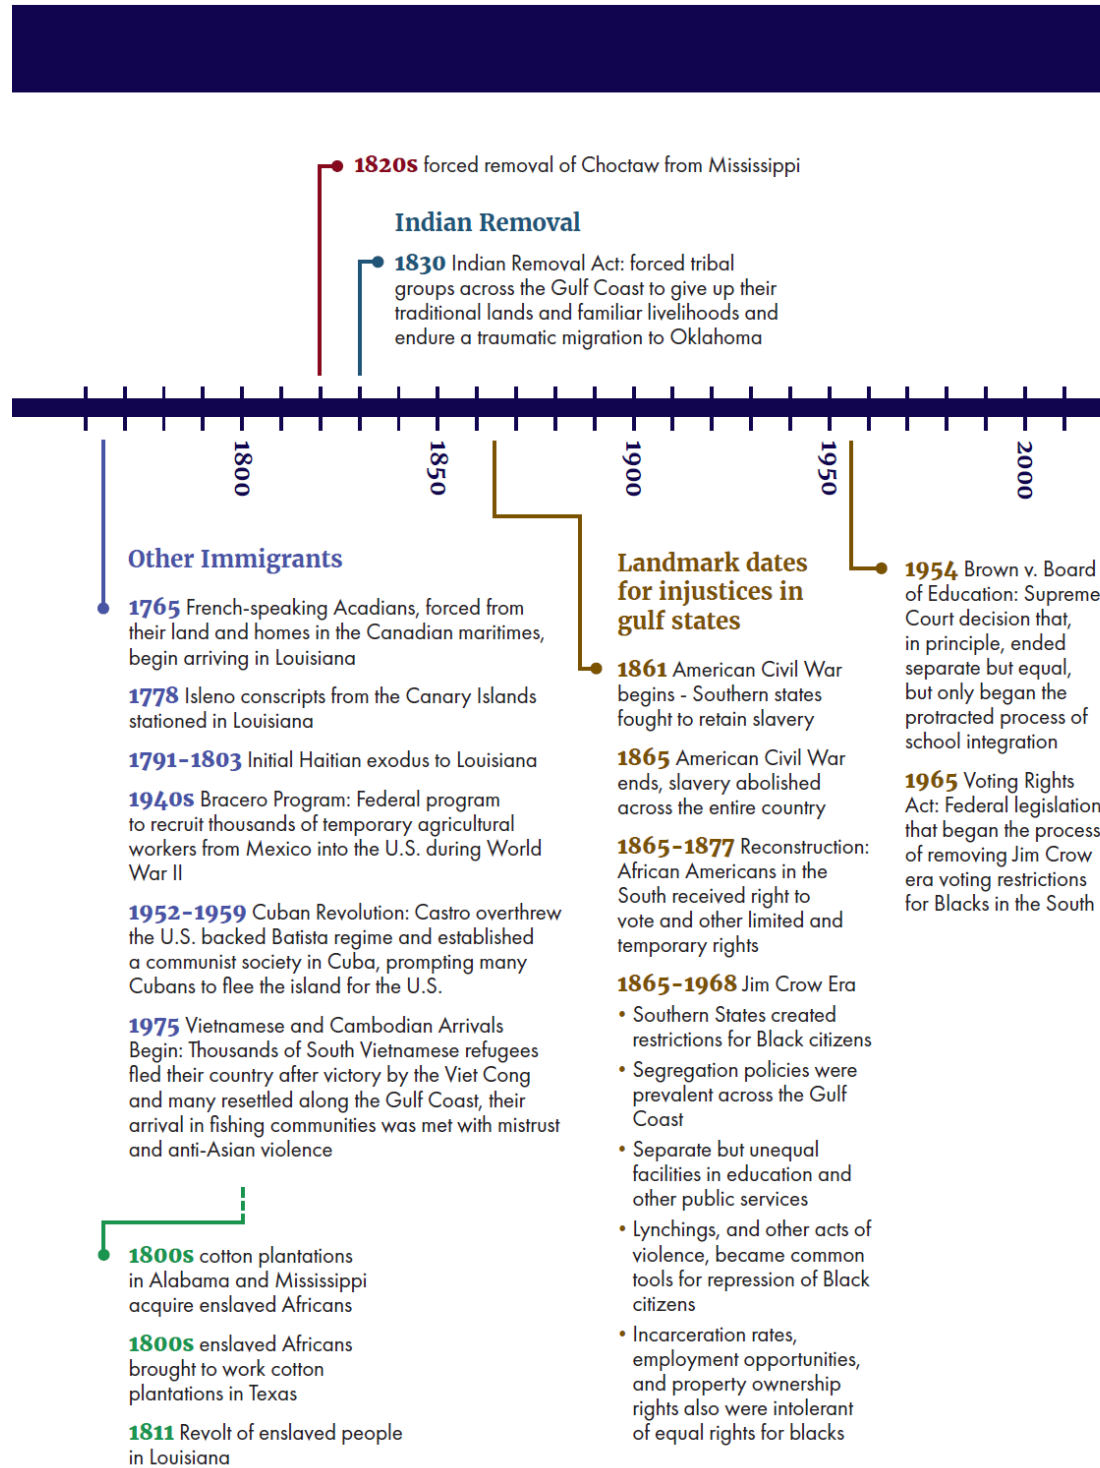 1820s forced removal of Choctaw from Mississippi
Indian Removal
1830 Indian Removal Act: forced tribal
groups across the Gulf Coast to give up their
traditional lands and familiar livelihoods and
endure a traumatic migration to Oklahoma
1800
1850
1900
1950
2000
Other Immigrants
1765 French-speaking Acadians, forced from
their land and homes in the Canadian maritimes,
begin arriving in Louisiana
1778 Isleno conscripts from the Canary Islands
stationed in Louisiana
1791-1803 Initial Haitian exodus to Louisiana
1940s Bracero Program: Federal program
to recruit thousands of temporary agricultural
workers from Mexico into the U.S. during World
War II
1952-1959 Cuban Revolution: Castro overthrew
the U.S. backed Batista regime and established
a communist society in Cuba, prompting many
Cubans to flee the island for the U.S.
1975 Vietnamese and Cambodian Arrivals
Begin: Thousands of South Vietnamese refugees
fled their country after victory by the Viet Cong
and many resettled along the Gulf Coast, their
arrival in fishing communities was met with mistrust
and anti-Asian violence
1800s cotton plantations
in Alabama and Mississippi
acquire enslaved Africans
1800s enslaved Africans
brought to work cotton
plantations in Texas
1811 Revolt of enslaved people
in Louisiana
Landmark dates
for injustices in
gulf states
1861 American Civil War
begins - Southern states
fought to retain slavery
1865 American Civil War
ends, slavery abolished
across the entire country
1865-1877 Reconstruction:
African Americans in the
South received right to
vote and other limited and
temporary rights
1865-1968 Jim Crow Era
• Southern States created
restrictions for Black citizens
• Segregation policies were
prevalent across the Gulf
Coast
• Separate but unequal
facilities in education and
other public services
• Lynchings, and other acts of
violence, became common
tools for repression of Black
citizens
• Incarceration rates,
employment opportunities,
and property ownership
rights also were intolerant
of equal rights for blacks
1954 Brown v. Board
of Education: Supreme
Court decision that,
in principle, ended
separate but equal,
but only began the
protracted process of
school integration
1965 Voting Rights
Act: Federal legislation
that began the process
of removing Jim Crow
era voting restrictions
for Blacks in the South